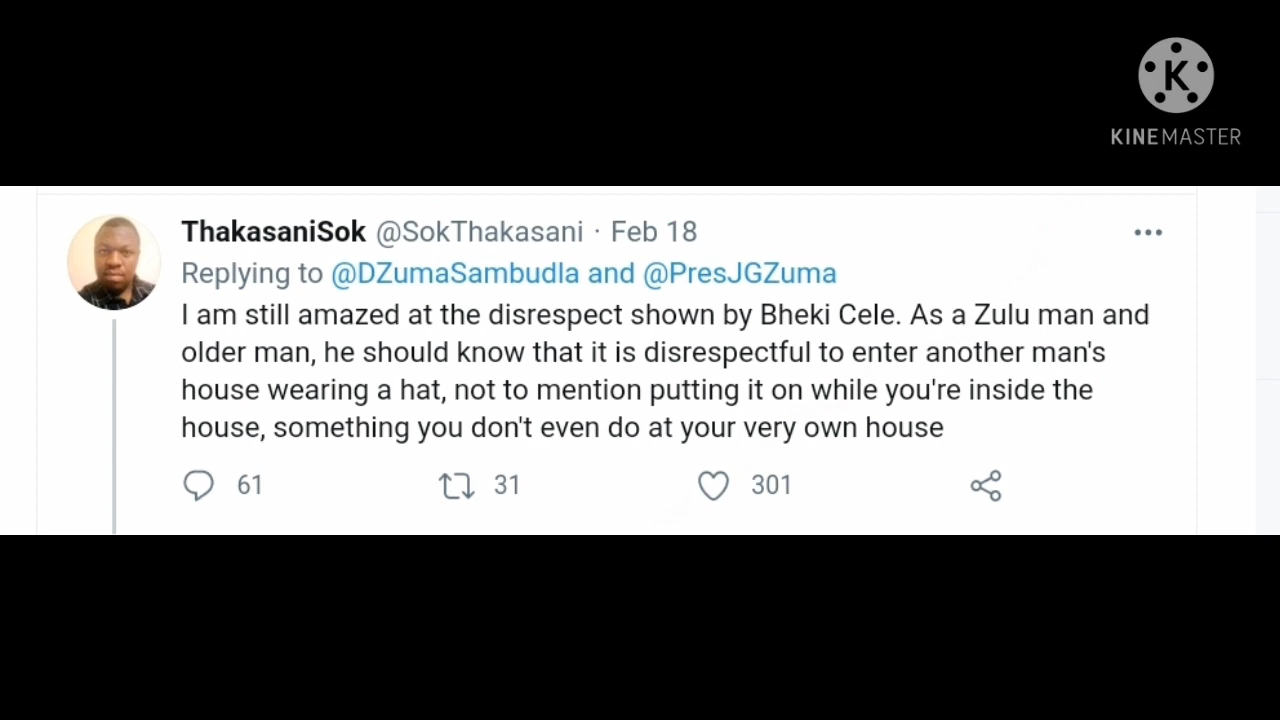 K
KINEMASTER
ThakasaniSok @SokThakasani · Feb 18
Replying to @DZumaSambudla and @PresJGZuma
I am still amazed at the disrespect shown by Bheki Cele. As a Zulu man and
older man, he should know that it is disrespectful to enter another man's
house wearing a hat, not to mention putting it on while you're inside the
house, something you don't even do at your very own house
61 31 301